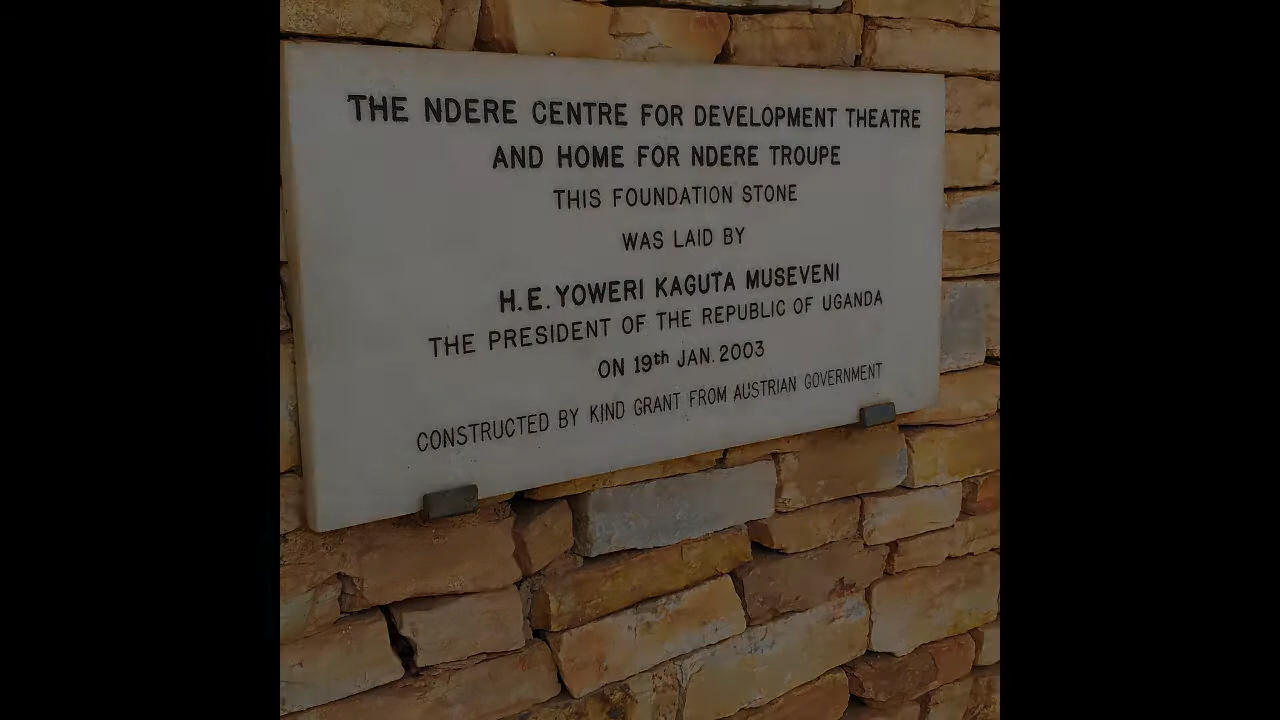 THE NDERE CENTRE FOR DEVELOPMENT THEATRE
AND HOME FOR NDERE TROUPE
THIS FOUNDATION STONE
WAS LAID BY
H.E. YOWERI KAGUTA MUSEVENI
THE PRESIDENT OF THE REPUBLIC OF UGANDA
ON 19th JAN. 2003
CONSTRUCTED BY KIND GRANT FROM AUSTRIAN GOVERNMENT